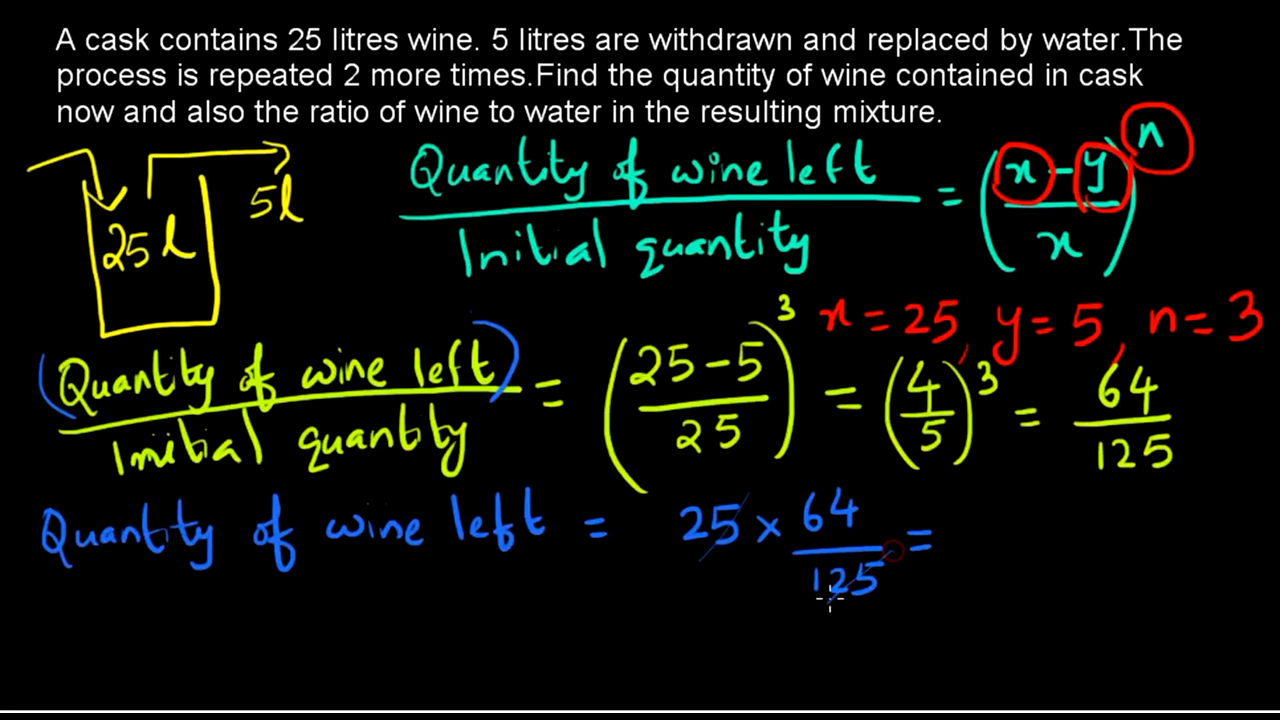 A cask contains 25 litres wine. 5 litres are withdrawn and replaced by water.The
process is repeated 2 more times.Find the quantity of wine contained in cask
now and also the ratio of wine to water in the resulting mixture.
25 l
5l
Quantity of wine left / Initial quantity = (x - y / x)^n
x = 25, y = 5, n = 3
(Quantity of wine left) / Initial quantity = (25 - 5 / 25)^3 = (4/5)^3 = 64/125
Quantity of wine left = 25 × 64/125 =